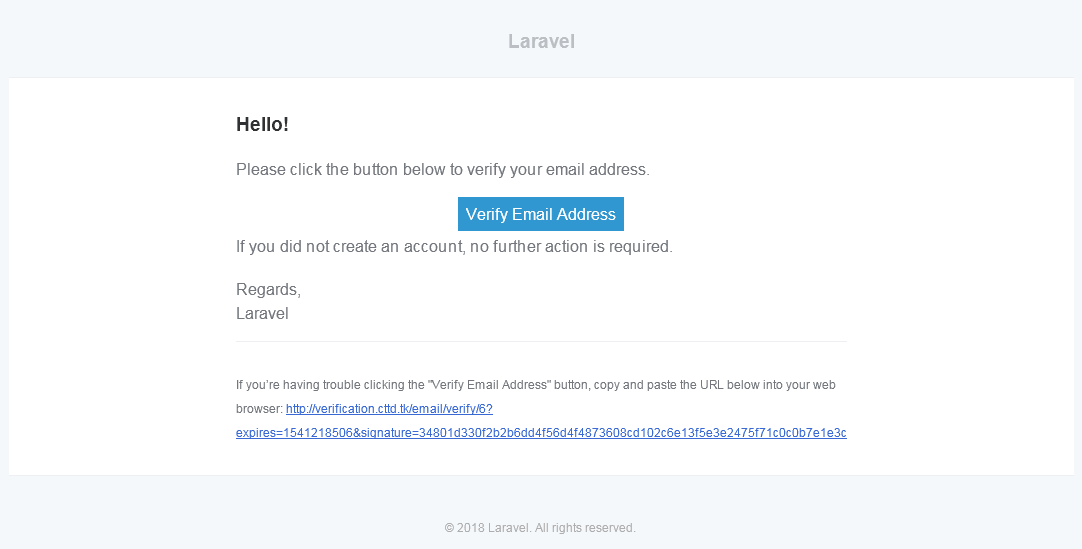 Laravel
Hello!
Please click the button below to verify your email address.
Verify Email Address
If you did not create an account, no further action is required.
Regards,
Laravel
If you’re having trouble clicking the "Verify Email Address" button, copy and paste the URL below into your web
browser: http://verification.cttd.tk/email/verify/6?
expires=1541218506&signature=34801d330f2b2b6dd4f56d4f4873608cd102c6e13f5e3e2475f71c0c0b7e1e3c
© 2018 Laravel. All rights reserved.